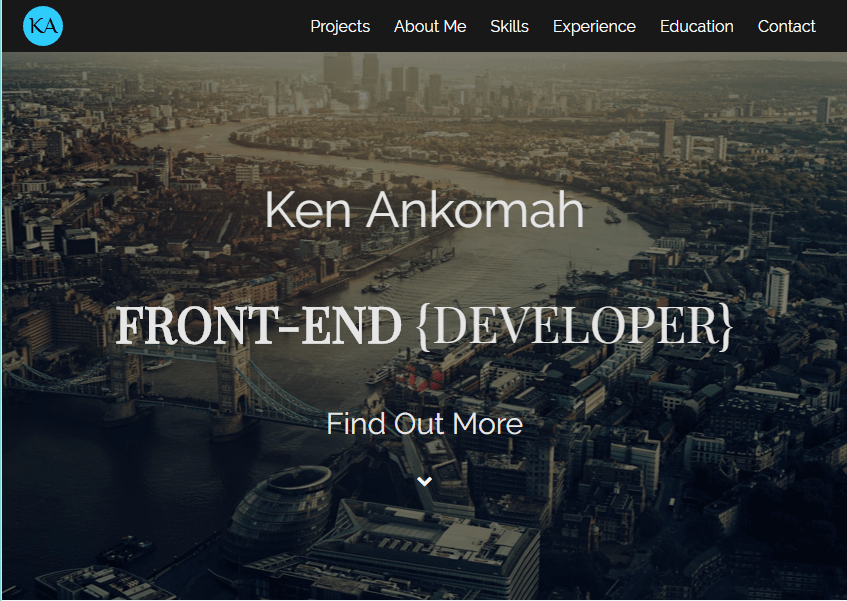 KA
Projects About Me Skills Experience Education Contact
Ken Ankomah
FRONT-END {DEVELOPER}
Find Out More